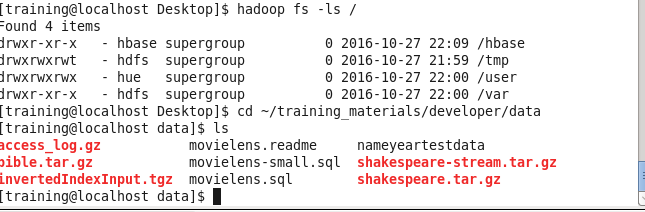 [training@localhost Desktop]$ hadoop fs -ls /
Found 4 items
drwxr-xr-x   - hbase supergroup          0 2016-10-27 22:09 /hbase
drwxrwxrwt   - hdfs  supergroup          0 2016-10-27 21:59 /tmp
drwxrwxrwx   - hue   supergroup          0 2016-10-27 22:00 /user
drwxr-xr-x   - hdfs  supergroup          0 2016-10-27 22:00 /var
[training@localhost Desktop]$ cd ~/training_materials/developer/data
[training@localhost data]$ ls
access_log.gz           movielens.readme     nameyeartestdata
bible.tar.gz            movielens-small.sql  shakespeare-stream.tar.gz
invertedIndexInput.tgz  movielens.sql        shakespeare.tar.gz
[training@localhost data]$